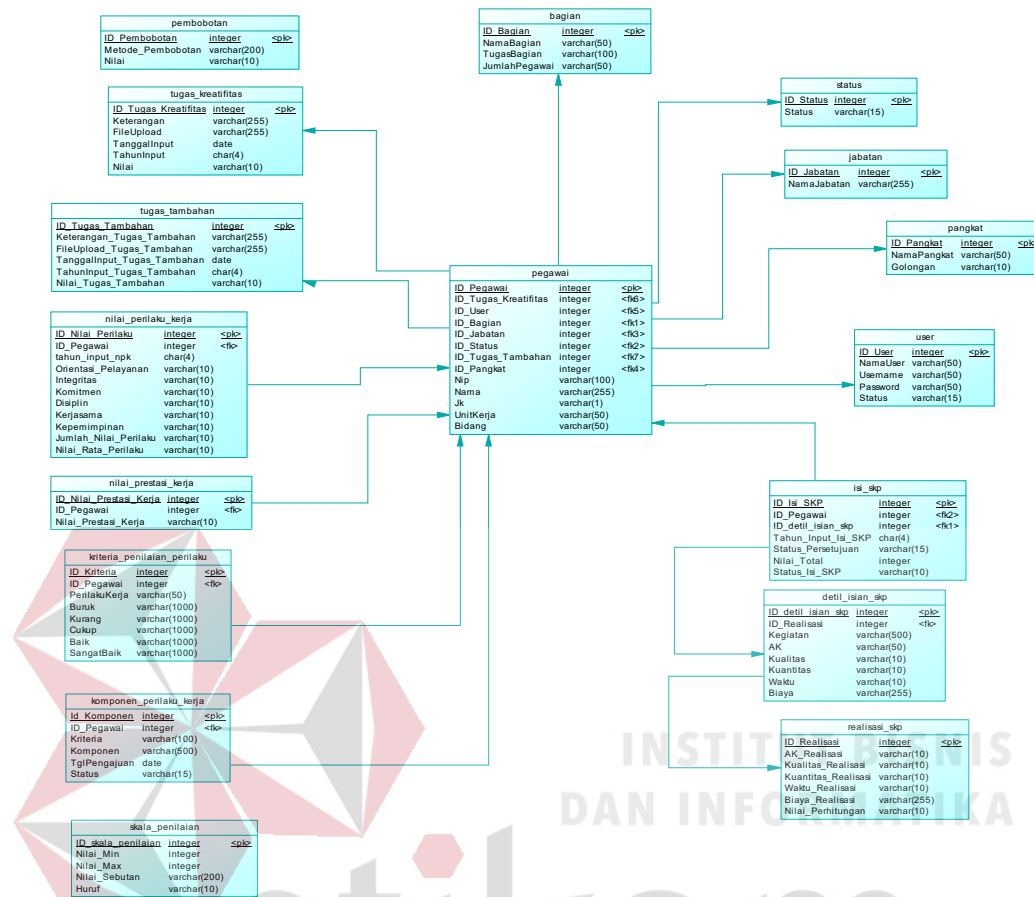 pembobotan
ID_Pembobotan integer <pk>
Metode_Pembobotan varchar(200)
Nilai varchar(10)
bagian
ID_Bagian integer <pk>
NamaBagian varchar(50)
TugasBagian varchar(100)
JumlahPegawai varchar(50)
tugas_kreatifitas
ID_Tugas_Kreatifitas integer <pk>
Keterangan varchar(255)
FileUpload varchar(255)
TanggalInput date
TahunInput char(4)
Nilai varchar(10)
status
ID_Status integer <pk>
Status varchar(15)
jabatan
ID_Jabatan integer <pk>
NamaJabatan varchar(255)
tugas_tambahan
ID_Tugas_Tambahan integer <pk>
Keterangan_Tugas_Tambahan varchar(255)
FileUpload_Tugas_Tambahan varchar(255)
TanggalInput_Tugas_Tambahan date
TahunInput_Tugas_Tambahan char(4)
Nilai_Tugas_Tambahan varchar(10)
pangkat
ID_Pangkat integer <pk>
NamaPangkat varchar(50)
Golongan varchar(10)
pegawai
ID_Pegawai integer <pk>
ID_Tugas_Kreatifitas integer <fk6>
ID_User integer <fk5>
ID_Bagian integer <fk1>
ID_Jabatan integer <fk3>
ID_Status integer <fk2>
ID_Tugas_Tambahan integer <fk7>
ID_Pangkat integer <fk4>
Nip varchar(100)
Nama varchar(255)
Jk varchar(1)
UnitKerja varchar(50)
Bidang varchar(50)
nilai_perilaku_kerja
ID_Nilai_Perilaku integer <pk>
ID_Pegawai integer <fk>
tahun_input_npk char(4)
Orientasi_Pelayanan varchar(10)
Integritas varchar(10)
Komitmen varchar(10)
Disiplin varchar(10)
Kerjasama varchar(10)
Kepemimpinan varchar(10)
Jumlah_Nilai_Perilaku varchar(10)
Nilai_Rata_Perilaku varchar(10)
user
ID_User integer <pk>
NamaUser varchar(50)
Username varchar(50)
Password varchar(50)
Status varchar(15)
nilai_prestasi_kerja
ID_Nilai_Prestasi_Kerja integer <pk>
ID_Pegawai integer <fk>
Nilai_Prestasi_Kerja varchar(10)
isi_skp
ID_Isi_SKP integer <pk>
ID_Pegawai integer <fk2>
ID_detil_isian_skp integer <fk1>
Tahun_Input_Isi_SKP char(4)
Status_Persetujuan varchar(15)
Nilai_Total integer
Status_Isi_SKP varchar(10)
kriteria_penilaian_perilaku
ID_Kriteria integer <pk>
ID_Pegawai integer <fk>
PerilakuKerja varchar(50)
Buruk varchar(1000)
Kurang varchar(1000)
Cukup varchar(1000)
Baik varchar(1000)
SangatBaik varchar(1000)
detil_isian_skp
ID_detil_isian_skp integer <pk>
ID_Realisasi integer <fk>
Kegiatan varchar(500)
AK varchar(50)
Kualitas varchar(10)
Kuantitas varchar(10)
Waktu varchar(10)
Biaya varchar(255)
komponen_perilaku_kerja
Id_Komponen integer <pk>
ID_Pegawai integer <fk>
Kriteria varchar(100)
Komponen varchar(500)
TglPengajuan date
Status varchar(15)
realisasi_skp
ID_Realisasi integer <pk>
AK_Realisasi varchar(10)
Kualitas_Realisasi varchar(10)
Kuantitas_Realisasi varchar(10)
Waktu_Realisasi varchar(10)
Biaya_Realisasi varchar(255)
Nilai_Perhitungan varchar(10)
INSTITUT BISNIS
DAN INFORMATIKA
skala_penilaian
ID_skala_penilaian integer <pk>
Nilai_Min integer
Nilai_Max integer
Nilai_Sebutan varchar(200)
Huruf varchar(10)